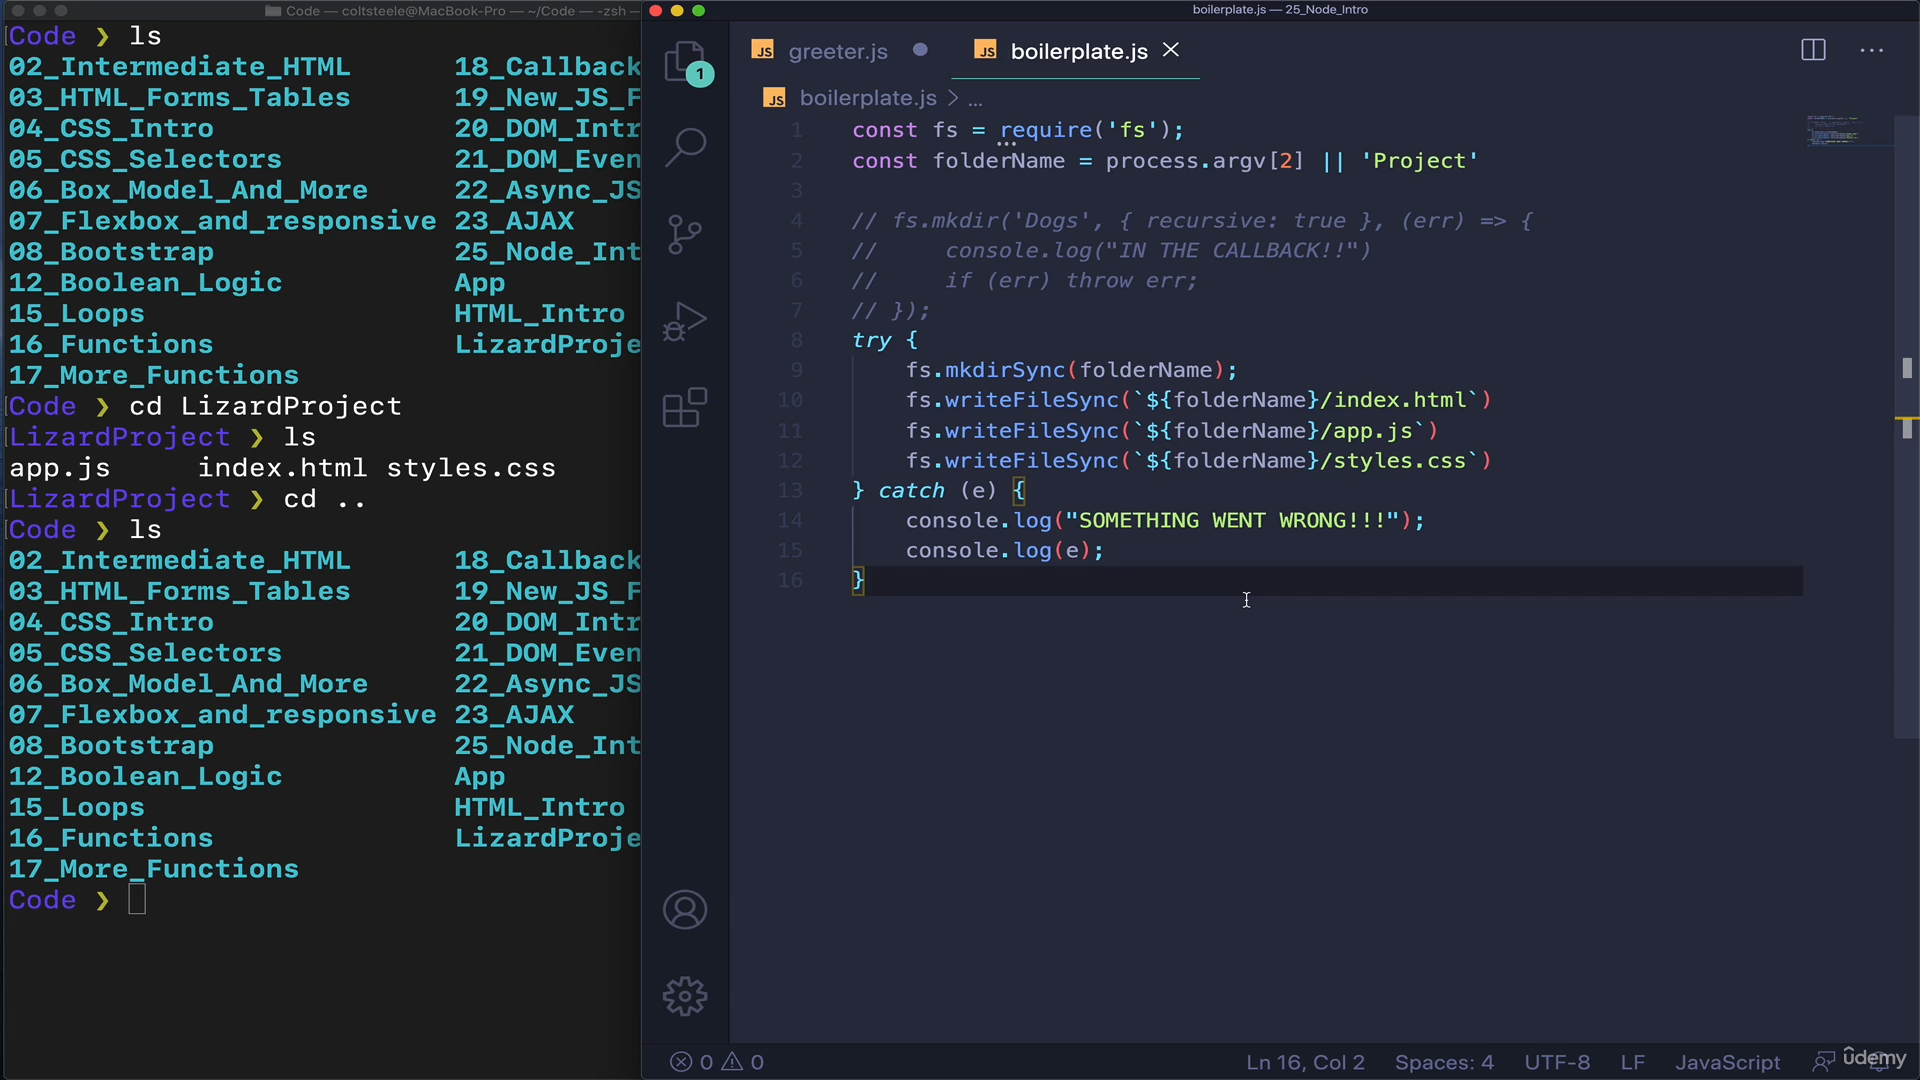 Code — coltsteele@MacBook-Pro — ~/Code — -zsh —
Code ❯ ls
02_Intermediate_HTML 18_Callback
03_HTML_Forms_Tables 19_New_JS_F
04_CSS_Intro 20_DOM_Intr
05_CSS_Selectors 21_DOM_Even
06_Box_Model_And_More 22_Async_JS
07_Flexbox_and_responsive 23_AJAX
08_Bootstrap 25_Node_Int
12_Boolean_Logic App
15_Loops HTML_Intro
16_Functions LizardProje
17_More_Functions
Code ❯ cd LizardProject
LizardProject ❯ ls
app.js index.html styles.css
LizardProject ❯ cd ..
Code ❯ ls
02_Intermediate_HTML 18_Callback
03_HTML_Forms_Tables 19_New_JS_F
04_CSS_Intro 20_DOM_Intr
05_CSS_Selectors 21_DOM_Even
06_Box_Model_And_More 22_Async_JS
07_Flexbox_and_responsive 23_AJAX
08_Bootstrap 25_Node_Int
12_Boolean_Logic App
15_Loops HTML_Intro
16_Functions LizardProje
17_More_Functions
Code ❯
boilerplate.js — 25_Node_Intro
1
JS greeter.js ● JS boilerplate.js ×
JS boilerplate.js > ...
1 const fs = require('fs');
2 const folderName = process.argv[2] || 'Project'
3
4 // fs.mkdir('Dogs', { recursive: true }, (err) => {
5 //     console.log("IN THE CALLBACK!!")
6 //     if (err) throw err;
7 // });
8 try {
9     fs.mkdirSync(folderName);
10     fs.writeFileSync(`${folderName}/index.html`)
11     fs.writeFileSync(`${folderName}/app.js`)
12     fs.writeFileSync(`${folderName}/styles.css`)
13 } catch (e) {
14     console.log("SOMETHING WENT WRONG!!!");
15     console.log(e);
16 }
0 0 Ln 16, Col 2 Spaces: 4 UTF-8 LF JavaScript
ûdemy